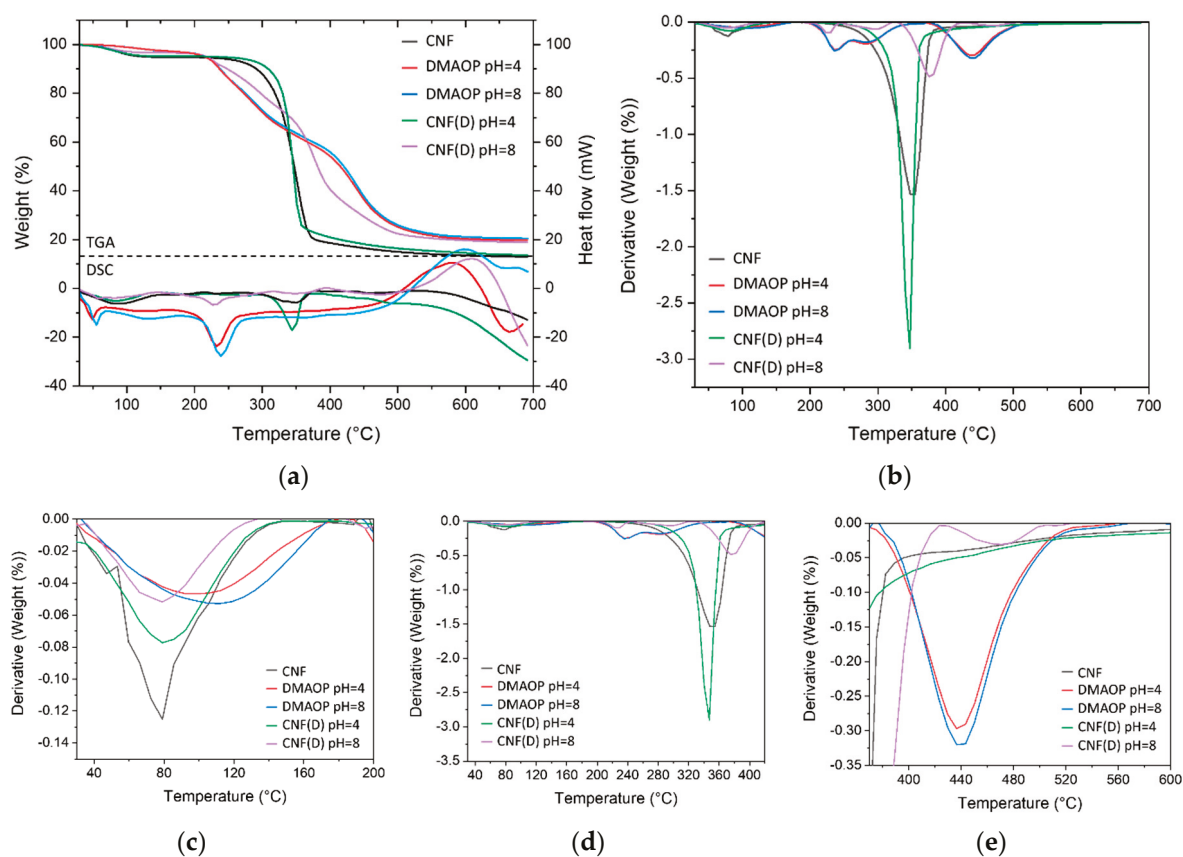 100
80
60
40
20
0
-20
-40
100
80
60
40
20
0
-20
-40
Weight (%)
Heat flow (mW)
CNF
DMAOP pH=4
DMAOP pH=8
CNF(D) pH=4
CNF(D) pH=8
TGA
DSC
100 200 300 400 500 600 700
Temperature (°C)
(a)
0.0
-0.5
-1.0
-1.5
-2.0
-2.5
-3.0
Derivative (Weight (%))
CNF
DMAOP pH=4
DMAOP pH=8
CNF(D) pH=4
CNF(D) pH=8
100 200 300 400 500 600 700
Temperature (°C)
(b)
0.00
-0.02
-0.04
-0.06
-0.08
-0.10
-0.12
-0.14
Derivative (Weight (%))
CNF
DMAOP pH=4
DMAOP pH=8
CNF(D) pH=4
CNF(D) pH=8
40 80 120 160 200
Temperature (°C)
(c)
0.0
-0.5
-1.0
-1.5
-2.0
-2.5
-3.0
-3.5
Derivative (Weight (%))
CNF
DMAOP pH=4
DMAOP pH=8
CNF(D) pH=4
CNF(D) pH=8
40 80 120 160 200 240 280 320 360 400
Temperature (°C)
(d)
0.00
-0.05
-0.10
-0.15
-0.20
-0.25
-0.30
-0.35
Derivative (Weight (%))
CNF
DMAOP pH=4
DMAOP pH=8
CNF(D) pH=4
CNF(D) pH=8
400 440 480 520 560 600
Temperature (°C)
(e)